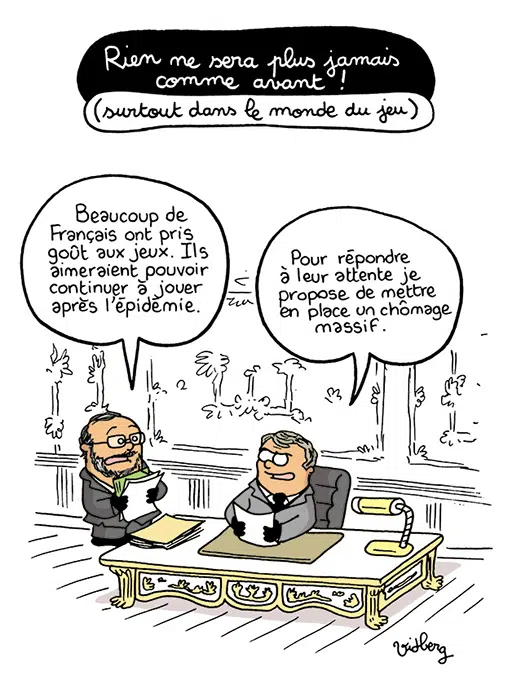 Rien ne sera plus jamais
comme avant !
(surtout dans le monde du jeu)
Beaucoup de
Français ont pris
goût aux jeux. Ils
aimeraient pouvoir
continuer à jouer
après l'épidémie.
Pour répondre
à leur attente je
propose de mettre
en place un chômage
massif.
Vidberg